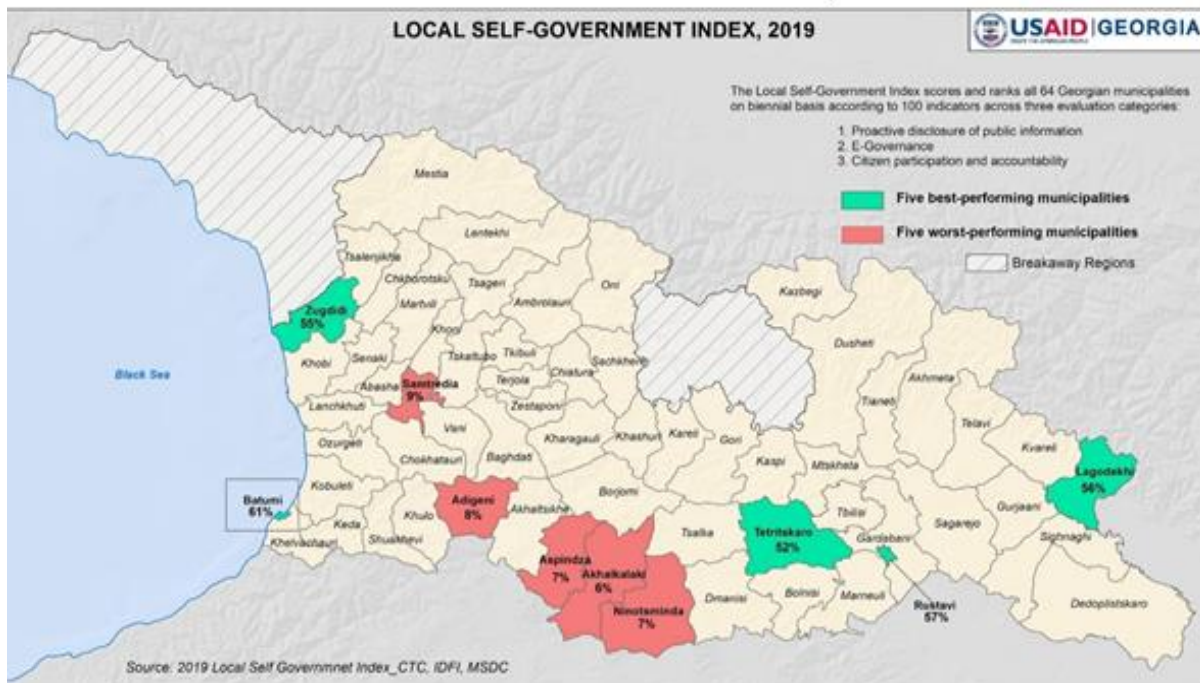 LOCAL SELF-GOVERNMENT INDEX, 2019
USAID | GEORGIA
The Local Self-Government Index scores and ranks all 64 Georgian municipalities
on biennial basis according to 100 indicators across three evaluation categories:
1. Proactive disclosure of public information
2. E-Governance
3. Citizen participation and accountability
Five best-performing municipalities
Five worst-performing municipalities
Breakaway Regions
Mestia
Lentekhi
Tsalenjikha
Chkhorotsku
Tsageri
Oni
Kazbegi
Zugdidi
55%
Martvili
Ambrolauri
Dusheti
Khoni
Khobi
Senaki
Tskaltubo
Tkibuli
Sachkhere
Akhmeta
Black Sea
Abasha
Samtredia
9%
Terjola
Chiatura
Tianeti
Lanchkhuti
Zestaponi
Telavi
Ozurgeti
Vani
Kharagauli
Khashuri
Kareli
Gori
Kvareli
Chokhatauri
Baghdati
Kaspi
Mtskheta
Lagodekhi
56%
Kobuleti
Batumi
61%
Adigeni
8%
Akhaltsikhe
Borjomi
Tbilisi
Gurjaani
Keda
Khulo
Tsalka
Tetritskaro
52%
Gardabani
Sagarejo
Sighnaghi
Khelvachauri
Shuakhevi
Aspindza
7%
Akhalkalaki
6%
Ninotsminda
7%
Dmanisi
Bolnisi
Marneuli
Rustavi
57%
Dedoplistskaro
Source: 2019 Local Self Governmnet Index_CTC, IDFI, MSDC